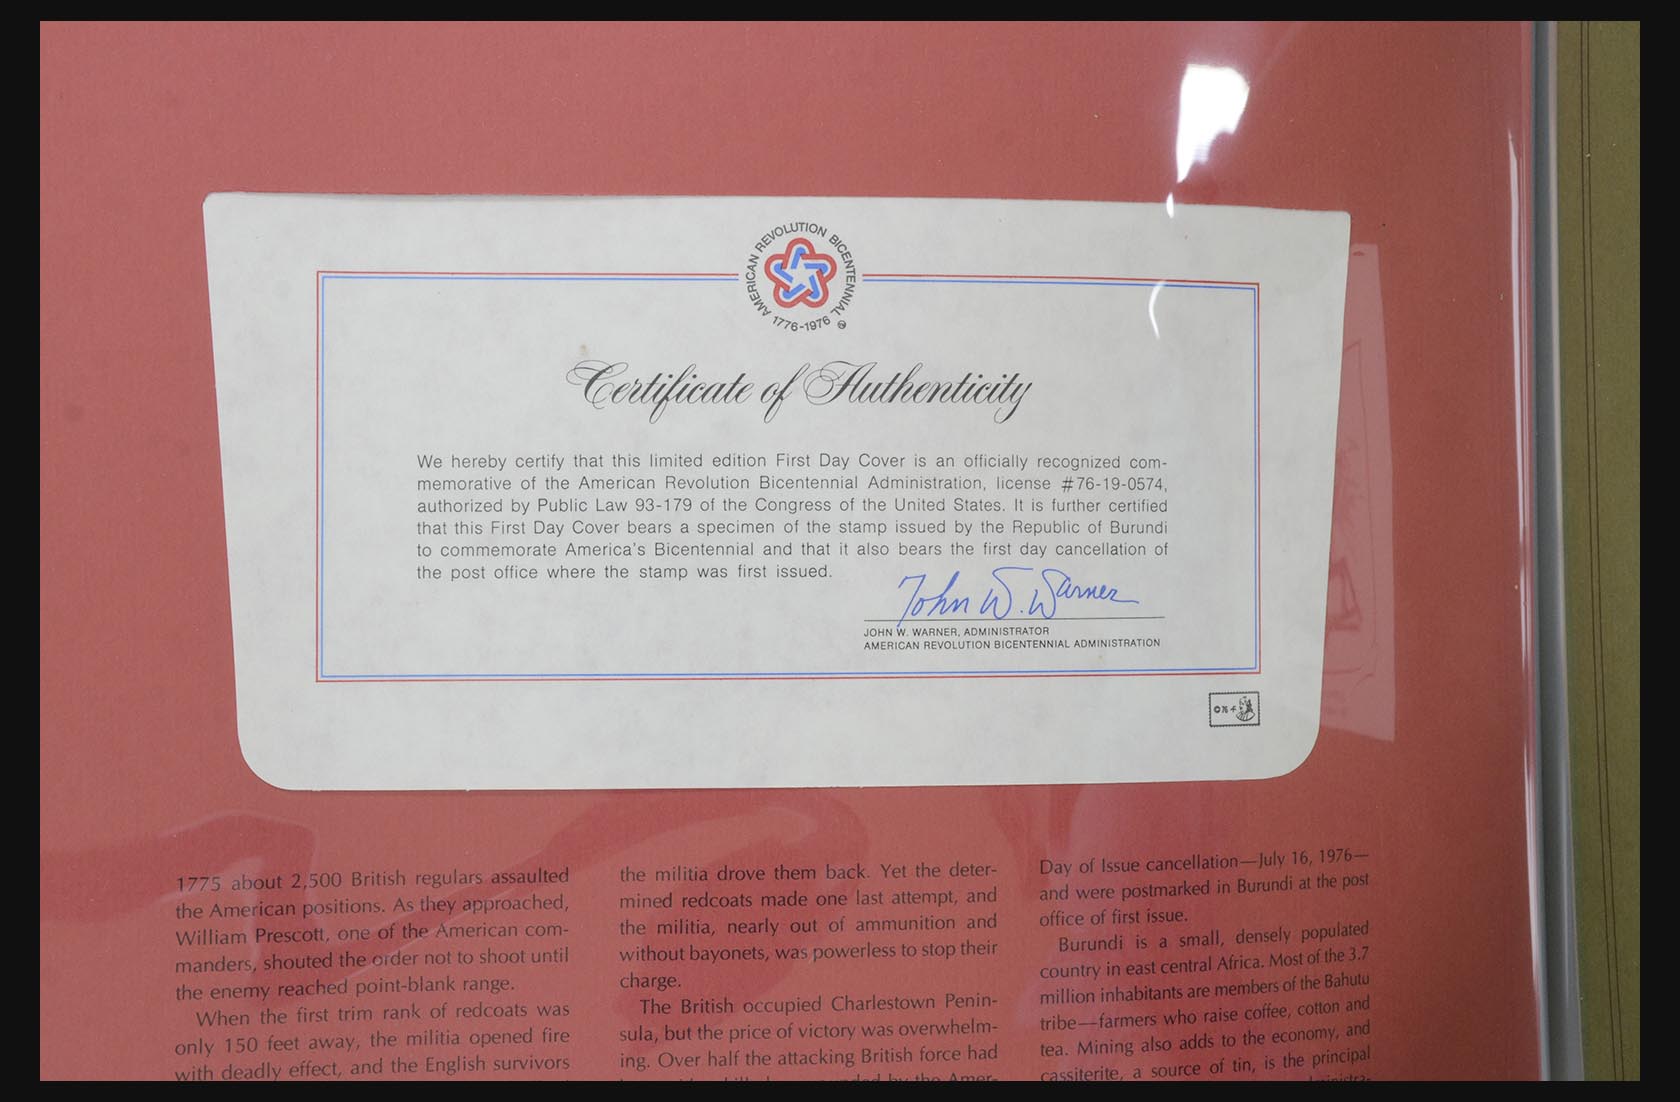 AMERICAN REVOLUTION BICENTENNIAL
1776-1976
Certificate of Authenticity
We hereby certify that this limited edition First Day Cover is an officially recognized com-
memorative of the American Revolution Bicentennial Administration, license #76-19-0574,
authorized by Public Law 93-179 of the Congress of the United States. It is further certified
that this First Day Cover bears a specimen of the stamp issued by the Republic of Burundi
to commemorate America's Bicentennial and that it also bears the first day cancellation of
the post office where the stamp was first issued.
John W. Warner
JOHN W. WARNER, ADMINISTRATOR
AMERICAN REVOLUTION BICENTENNIAL ADMINISTRATION
1775 about 2,500 British regulars assaulted
the American positions. As they approached,
William Prescott, one of the American com-
manders, shouted the order not to shoot until
the enemy reached point-blank range.
When the first trim rank of redcoats was
only 150 feet away, the militia opened fire
with deadly effect, and the English survivors
the militia drove them back. Yet the deter-
mined redcoats made one last attempt, and
the militia, nearly out of ammunition and
without bayonets, was powerless to stop their
charge.
The British occupied Charlestown Penin-
sula, but the price of victory was overwhelm-
ing. Over half the attacking British force had
by the Amer-
Day of Issue cancellation—July 16, 1976—
and were postmarked in Burundi at the post
office of first issue.
Burundi is a small, densely populated
country in east central Africa. Most of the 3.7
million inhabitants are members of the Bahutu
tribe—farmers who raise coffee, cotton and
tea. Mining also adds to the economy, and
cassiterite, a source of tin, is the principal